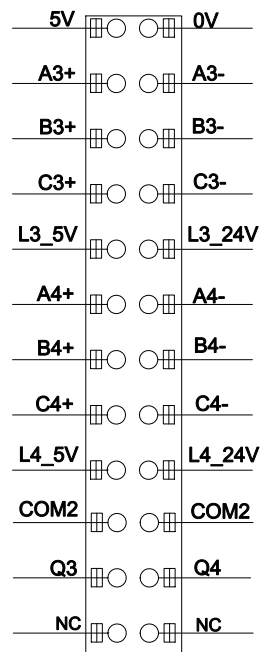 5V 0V
A3+ A3-
B3+ B3-
C3+ C3-
L3_5V L3_24V
A4+ A4-
B4+ B4-
C4+ C4-
L4_5V L4_24V
COM2 COM2
Q3 Q4
NC NC